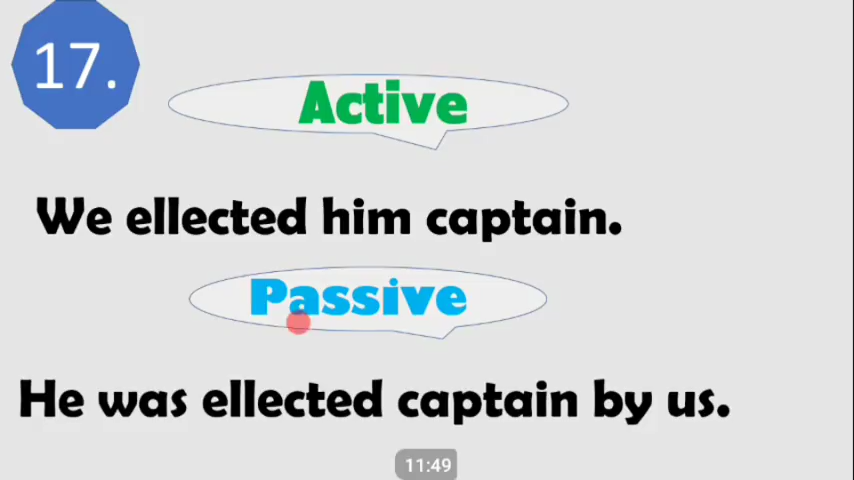 17.
Active
We ellected him captain.
Passive
He was ellected captain by us.
11:49